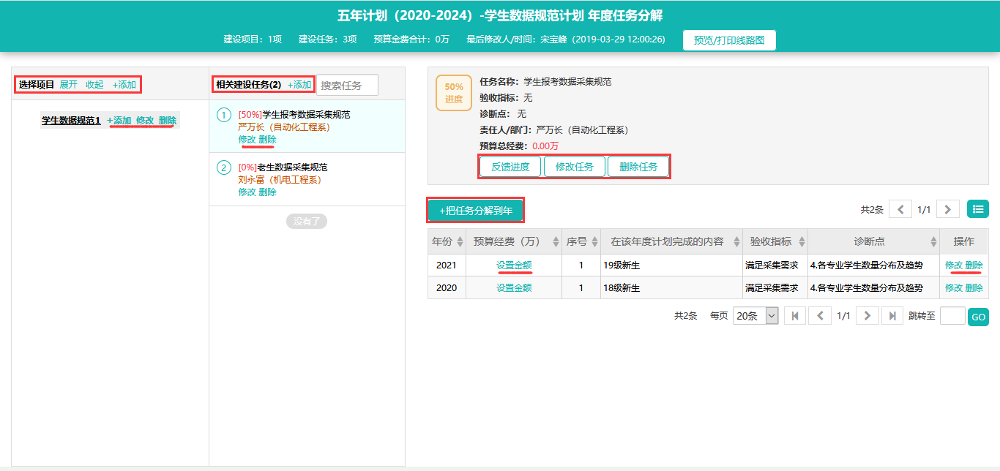 五年计划（2020-2024）-学生数据规范计划 年度任务分解
建设项目：1项 建设任务：3项 预算金费合计：0万 最后修改人/时间：宋宝峰（2019-03-29 12:00:26） 预览/打印线路图
选择项目 展开 收起 +添加
学生数据规范1 +添加 修改 删除
相关建设任务(2) +添加 搜索任务
1 [50%]学生报考数据采集规范
严万长（自动化工程系）
修改 删除
2 [0%]老生数据采集规范
刘永富（机电工程系）
修改 删除
没有了
50%
进度
任务名称：学生报考数据采集规范
验收指标：无
诊断点： 无
责任人/部门：严万长（自动化工程系）
预算总经费：0.00万
反馈进度 修改任务 删除任务
+把任务分解到年 共2条 1/1
年份 预算经费（万） 序号 在该年度计划完成的内容 验收指标 诊断点 操作
2021 设置金额 1 19级新生 满足采集需求 4.各专业学生数量分布及趋势 修改 删除
2020 设置金额 1 18级新生 满足采集需求 4.各专业学生数量分布及趋势 修改 删除
共2条 每页 20条 1/1 跳转至 GO